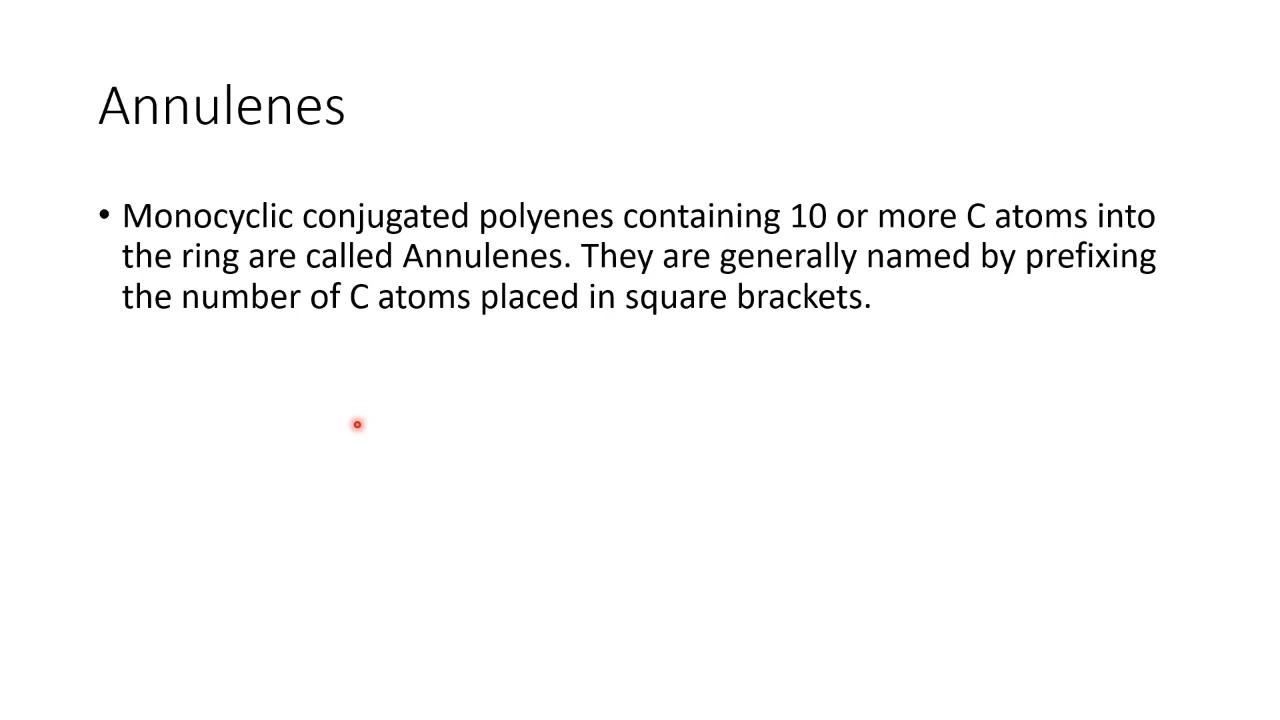 Annulenes
• Monocyclic conjugated polyenes containing 10 or more C atoms into
the ring are called Annulenes. They are generally named by prefixing
the number of C atoms placed in square brackets.